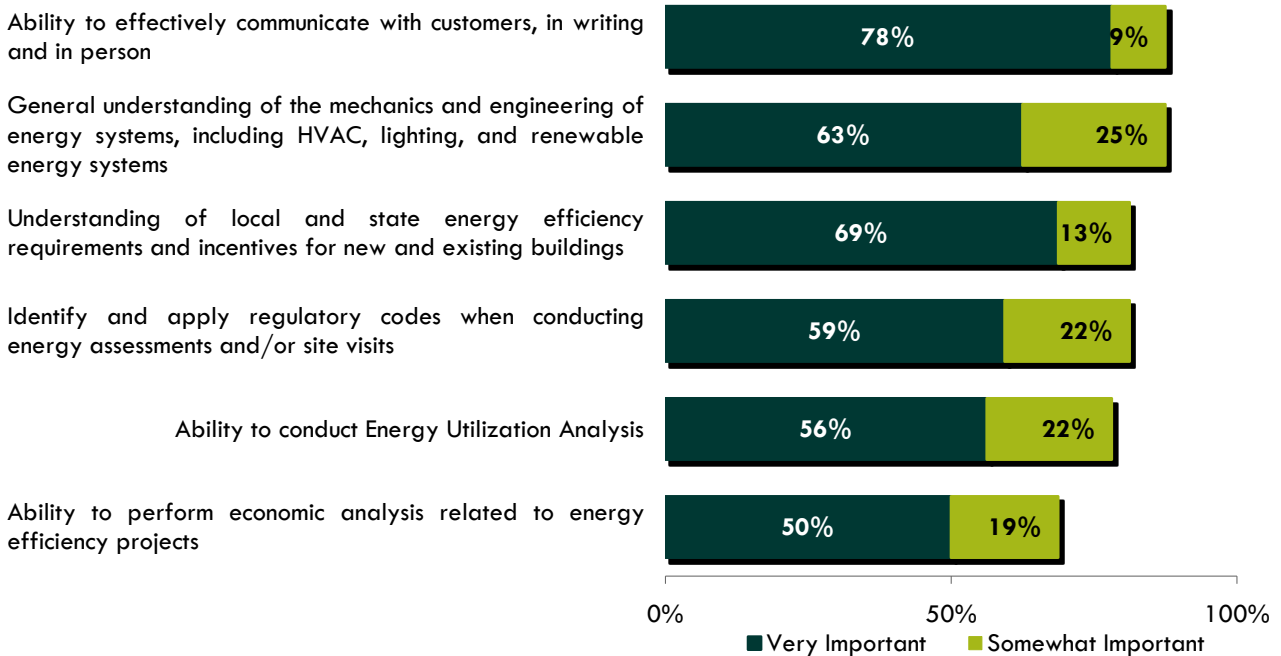 Ability to effectively communicate with customers, in writing
and in person
78% 9%
General understanding of the mechanics and engineering of
energy systems, including HVAC, lighting, and renewable
energy systems
63% 25%
Understanding of local and state energy efficiency
requirements and incentives for new and existing buildings
69% 13%
Identify and apply regulatory codes when conducting
energy assessments and/or site visits
59% 22%
Ability to conduct Energy Utilization Analysis
56% 22%
Ability to perform economic analysis related to energy
efficiency projects
50% 19%
0% 50% 100%
Very Important Somewhat Important